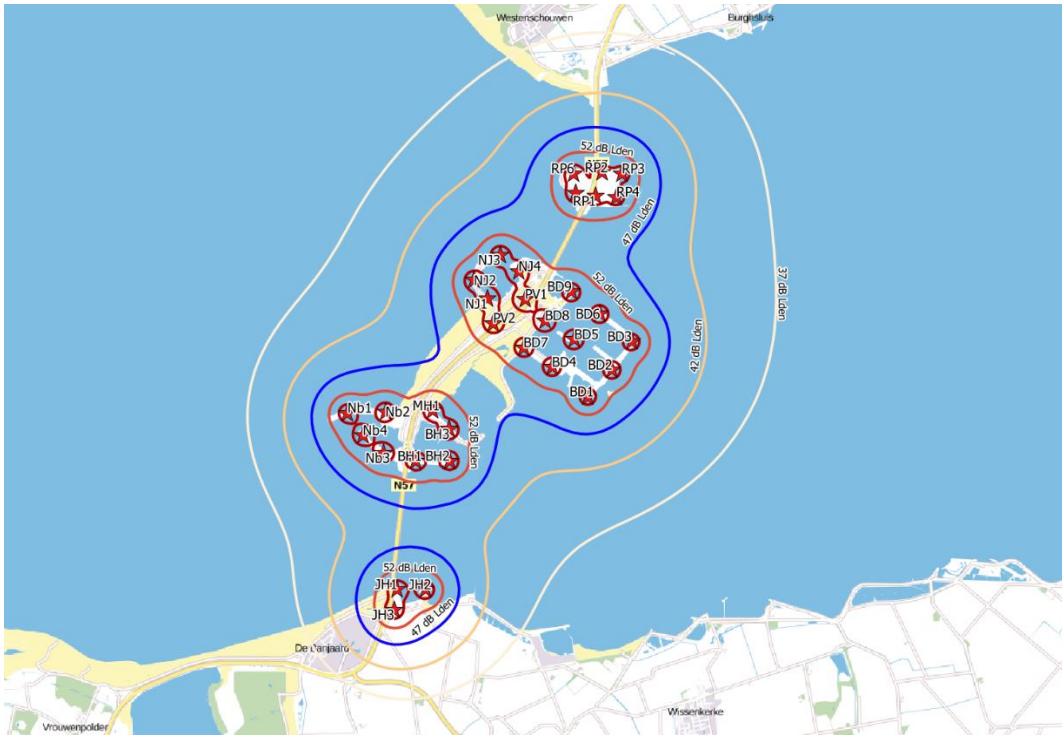 Westenschouwen
Burghsluis
52 dB Lden
RP6
RP2
RP3
RP1
RP4
47 dB Lden
37 dB Lden
42 dB Lden
NJ3
NJ4
NJ2
NJ1
PV1
PV2
BD9
52 dB Lden
BD8
BD6
BD5
BD3
BD7
BD4
BD2
BD1
Nb1
Nb2
MH1
Nb4
BH3
52 dB Lden
Nb3
BH1
BH2
N57
52 dB Lden
JH1
JH2
JH3
47 dB Lden
Vrouwenpolder
Wissenkerke